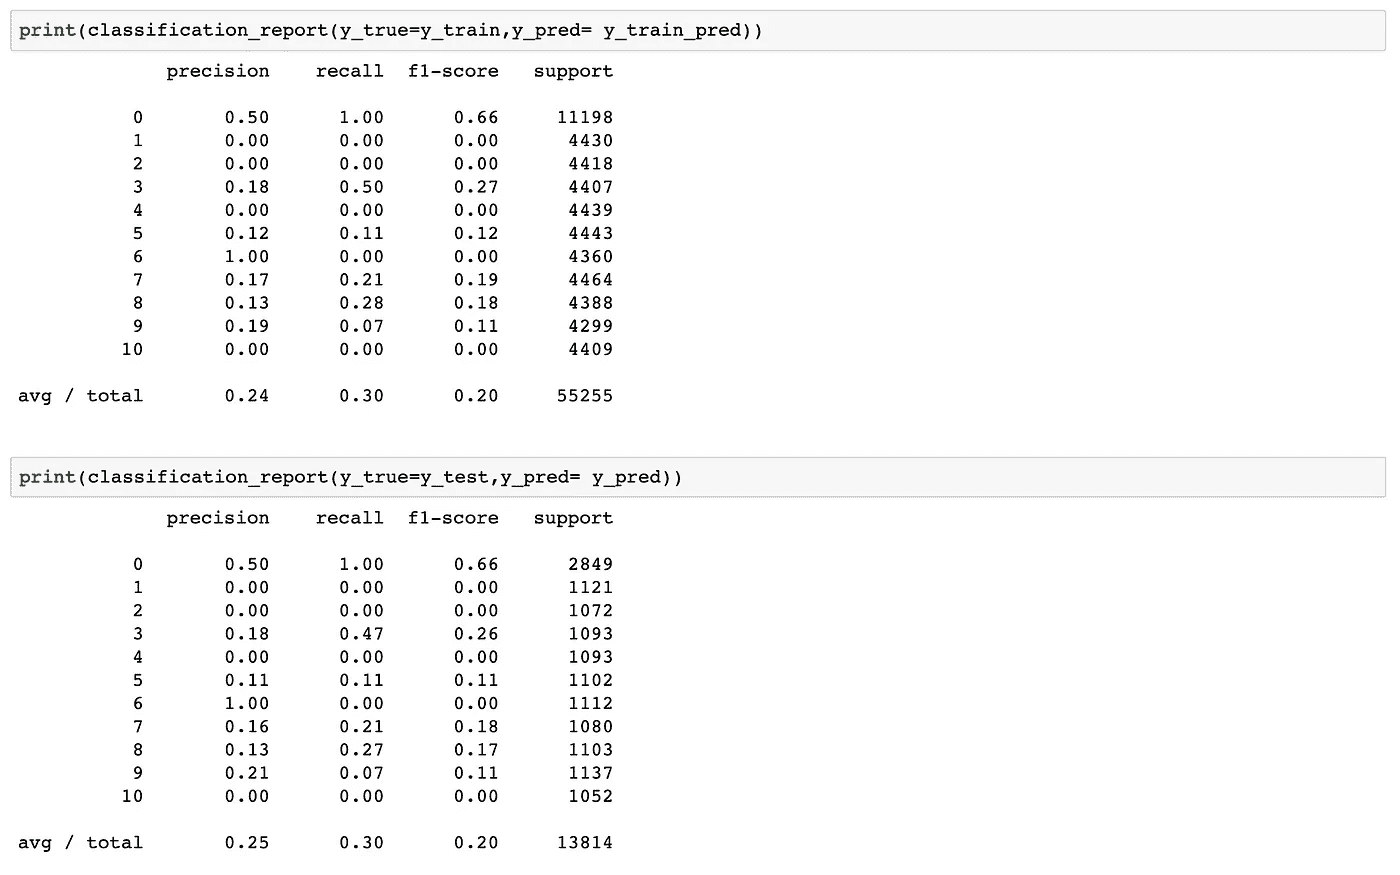 print(classification_report(y_true=y_train,y_pred= y_train_pred))
precision recall f1-score support
0 0.50 1.00 0.66 11198
1 0.00 0.00 0.00 4430
2 0.00 0.00 0.00 4418
3 0.18 0.50 0.27 4407
4 0.00 0.00 0.00 4439
5 0.12 0.11 0.12 4443
6 1.00 0.00 0.00 4360
7 0.17 0.21 0.19 4464
8 0.13 0.28 0.18 4388
9 0.19 0.07 0.11 4299
10 0.00 0.00 0.00 4409
avg / total 0.24 0.30 0.20 55255
print(classification_report(y_true=y_test,y_pred= y_pred))
precision recall f1-score support
0 0.50 1.00 0.66 2849
1 0.00 0.00 0.00 1121
2 0.00 0.00 0.00 1072
3 0.18 0.47 0.26 1093
4 0.00 0.00 0.00 1093
5 0.11 0.11 0.11 1102
6 1.00 0.00 0.00 1112
7 0.16 0.21 0.18 1080
8 0.13 0.27 0.17 1103
9 0.21 0.07 0.11 1137
10 0.00 0.00 0.00 1052
avg / total 0.25 0.30 0.20 13814